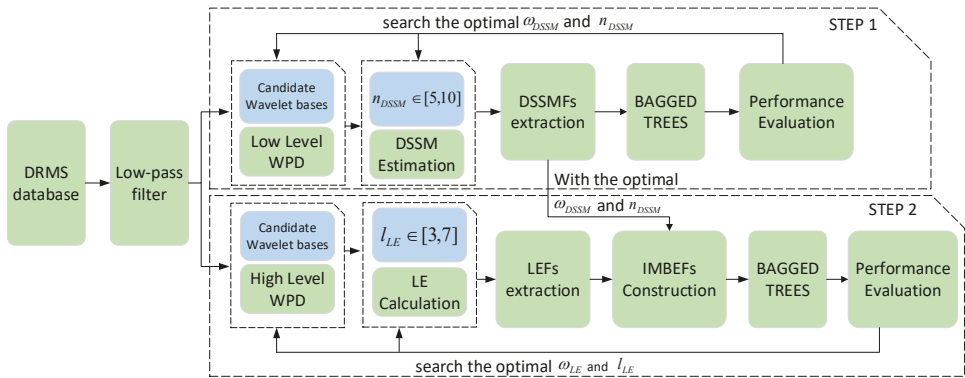 search the optimal ω_DSSM and n_DSSM
STEP 1
Candidate
Wavelet bases
Low Level
WPD
n_DSSM ∈ [5,10]
DSSM
Estimation
DSSMFs
extraction
BAGGED
TREES
Performance
Evaluation
DRMS
database
Low-pass
filter
With the optimal
ω_DSSM and n_DSSM
STEP 2
Candidate
Wavelet bases
High Level
WPD
l_LE ∈ [3,7]
LE
Calculation
LEFs
extraction
IMBEFs
Construction
BAGGED
TREES
Performance
Evaluation
search the optimal ω_LE and l_LE